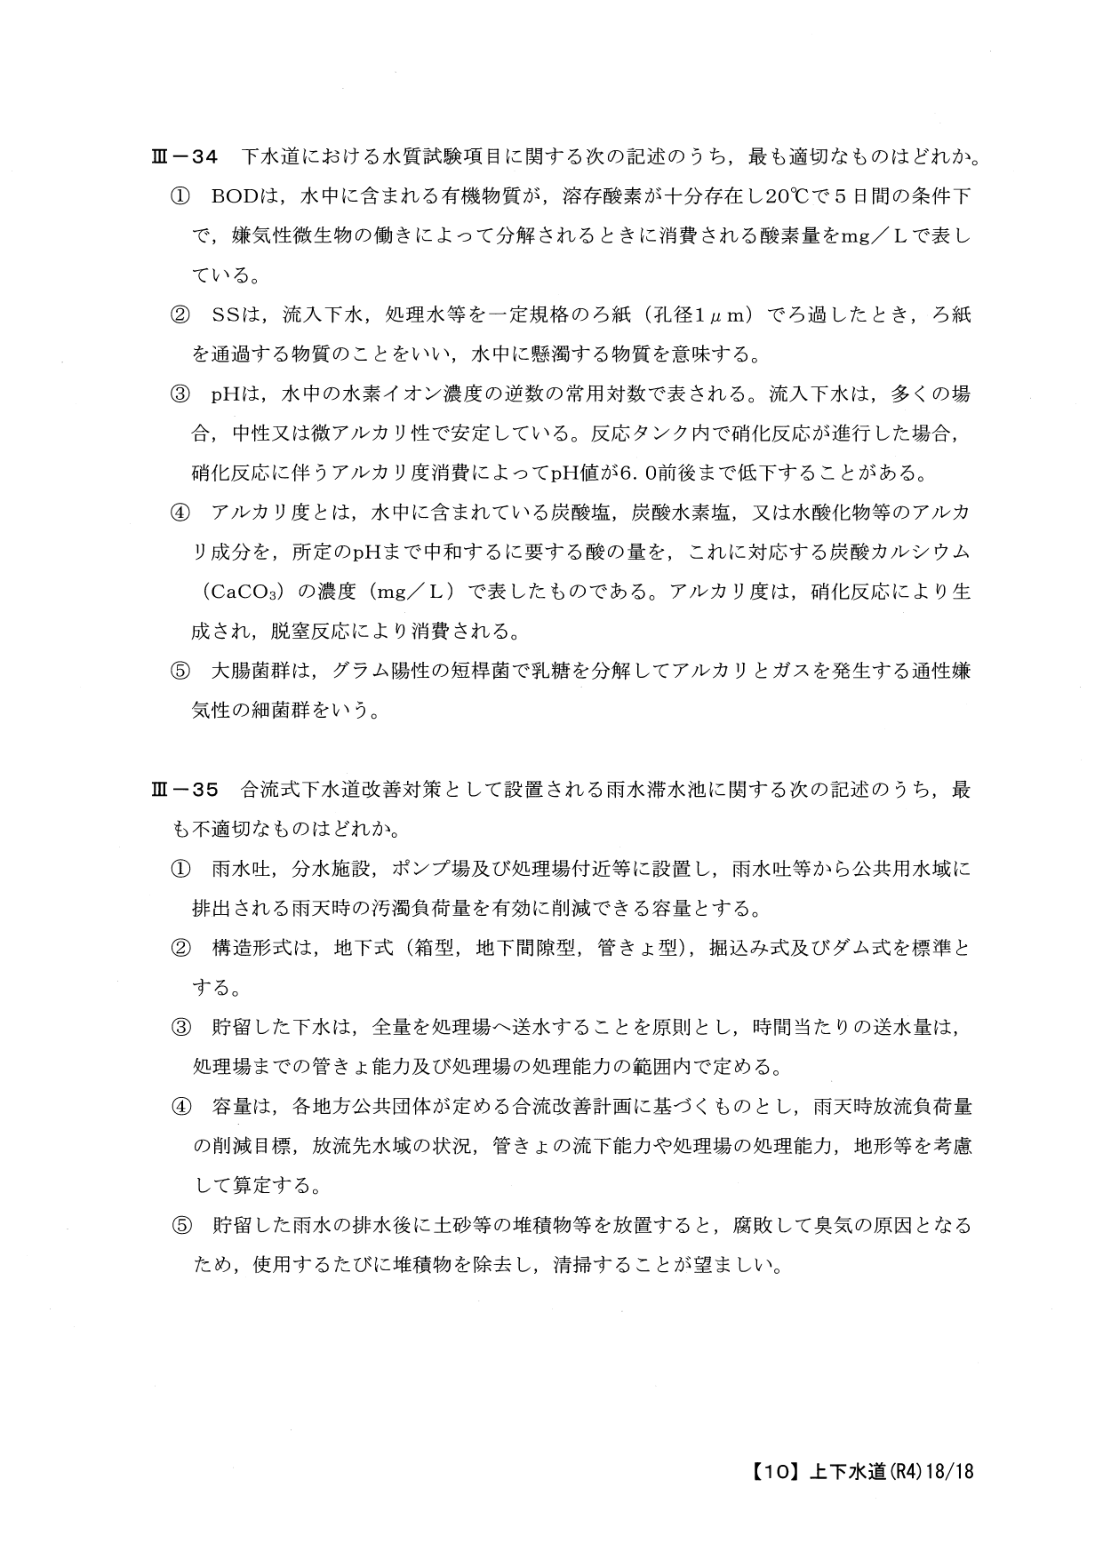 Ⅲ－34　下水道における水質試験項目に関する次の記述のうち，最も適切なものはどれか。
①　BODは，水中に含まれる有機物質が，溶存酸素が十分存在し20℃で５日間の条件下
で，嫌気性微生物の働きによって分解されるときに消費される酸素量をmg／Ｌで表し
ている。
②　SSは，流入下水，処理水等を一定規格のろ紙（孔径1μm）でろ過したとき，ろ紙
を通過する物質のことをいい，水中に懸濁する物質を意味する。
③　pHは，水中の水素イオン濃度の逆数の常用対数で表される。流入下水は，多くの場
合，中性又は微アルカリ性で安定している。反応タンク内で硝化反応が進行した場合，
硝化反応に伴うアルカリ度消費によってpH値が6.0前後まで低下することがある。
④　アルカリ度とは，水中に含まれている炭酸塩，炭酸水素塩，又は水酸化物等のアルカ
リ成分を，所定のpHまで中和するに要する酸の量を，これに対応する炭酸カルシウム
（CaCO₃）の濃度（mg／Ｌ）で表したものである。アルカリ度は，硝化反応により生
成され，脱窒反応により消費される。
⑤　大腸菌群は，グラム陽性の短桿菌で乳糖を分解してアルカリとガスを発生する通性嫌
気性の細菌群をいう。
Ⅲ－35　合流式下水道改善対策として設置される雨水滞水池に関する次の記述のうち，最
も不適切なものはどれか。
①　雨水吐，分水施設，ポンプ場及び処理場付近等に設置し，雨水吐等から公共用水域に
排出される雨天時の汚濁負荷量を有効に削減できる容量とする。
②　構造形式は，地下式（箱型，地下間隙型，管きょ型），掘込み式及びダム式を標準と
する。
③　貯留した下水は，全量を処理場へ送水することを原則とし，時間当たりの送水量は，
処理場までの管きょ能力及び処理場の処理能力の範囲内で定める。
④　容量は，各地方公共団体が定める合流改善計画に基づくものとし，雨天時放流負荷量
の削減目標，放流先水域の状況，管きょの流下能力や処理場の処理能力，地形等を考慮
して算定する。
⑤　貯留した雨水の排水後に土砂等の堆積物等を放置すると，腐敗して臭気の原因となる
ため，使用するたびに堆積物を除去し，清掃することが望ましい。
【10】上下水道(R4)18/18